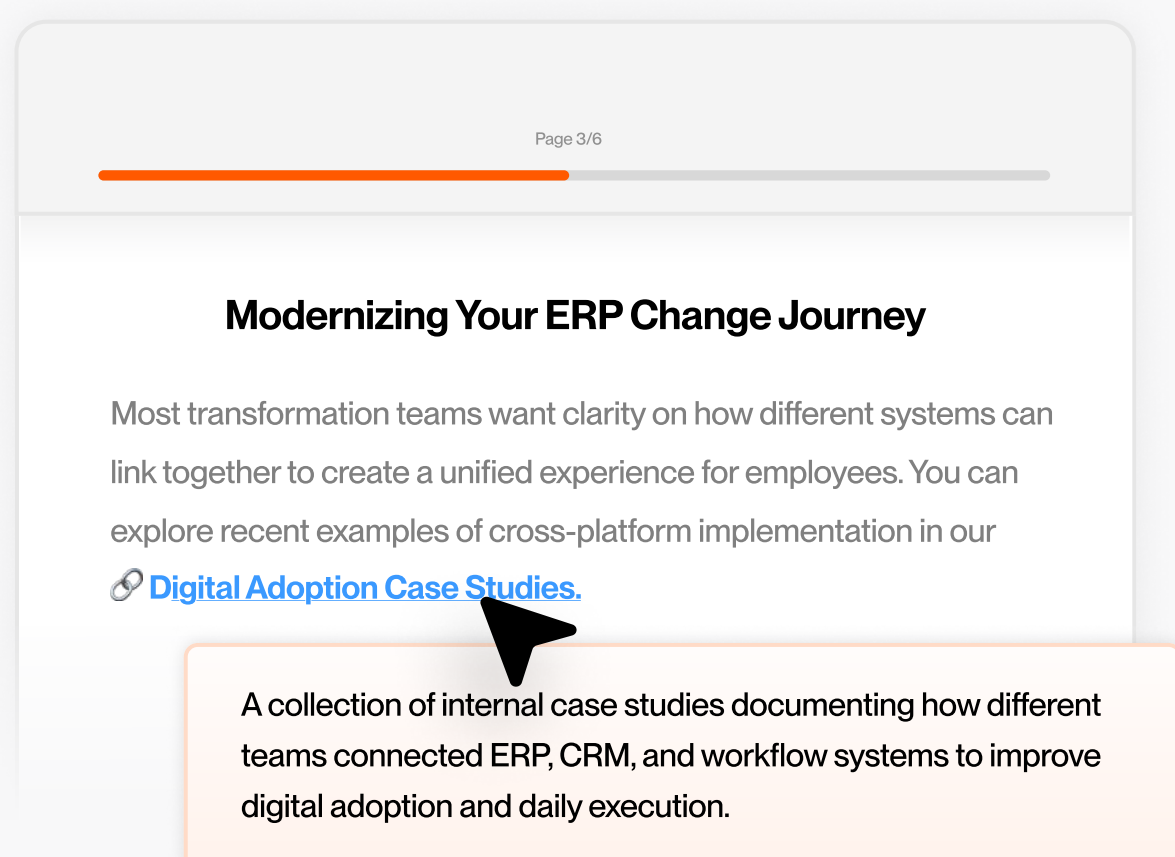 Page 3/6
Modernizing Your ERP Change Journey
Most transformation teams want clarity on how different systems can
link together to create a unified experience for employees. You can
explore recent examples of cross-platform implementation in our
🔗 Digital Adoption Case Studies.
A collection of internal case studies documenting how different
teams connected ERP, CRM, and workflow systems to improve
digital adoption and daily execution.